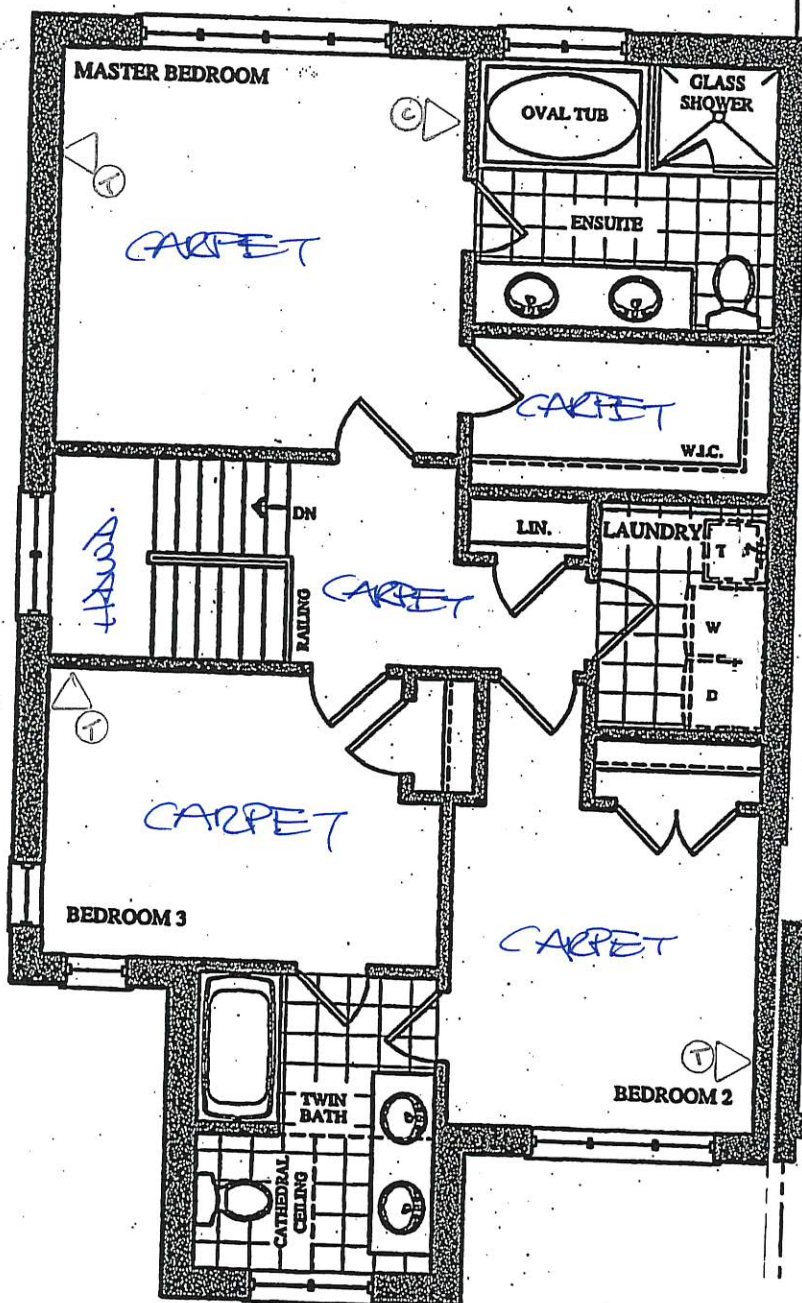 MASTER BEDROOM
C
OVAL TUB
GLASS
SHOWER
T
CARPET
ENSUITE
CARPET
W.I.C.
DN
LIN.
LAUNDRY
T
CARPET
RAILING
W
D
T
CARPET
BEDROOM 3
CARPET
T
BEDROOM 2
TWIN
BATH
CATHEDRAL
CEILING